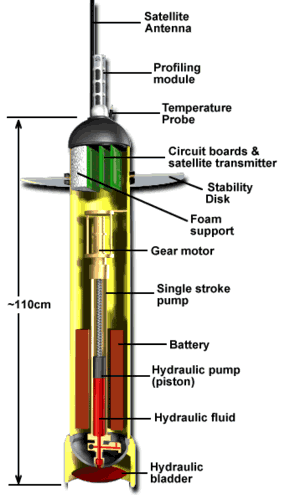 Satellite
Antenna
Profiling
module
Temperature
Probe
Circuit boards &
satellite transmitter
Stability
Disk
Foam
support
Gear motor
Single stroke
pump
~110cm
Battery
Hydraulic pump
(piston)
Hydraulic fluid
Hydraulic
bladder